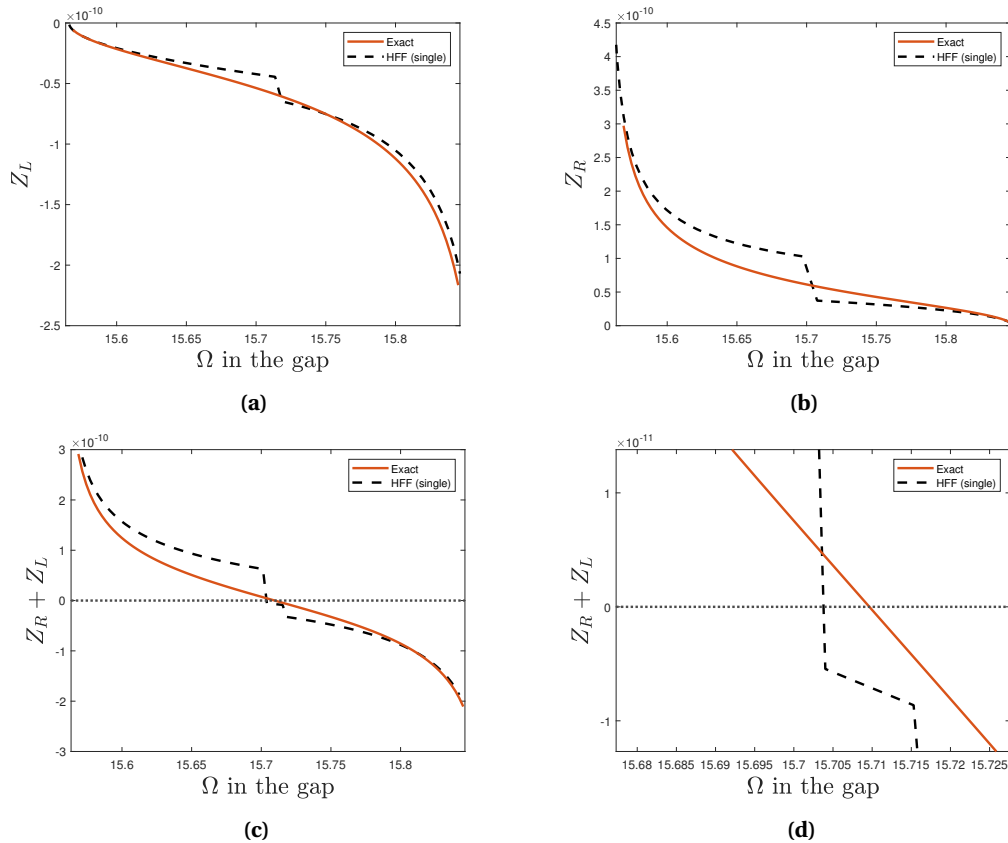 ×10⁻¹⁰
0
-0.5
-1
-1.5
-2
-2.5
15.6
15.65
15.7
15.75
15.8
Z_L
Ω in the gap
Exact
HFF (single)
(a)
×10⁻¹⁰
4.5
4
3.5
3
2.5
2
1.5
1
0.5
0
15.6
15.65
15.7
15.75
15.8
Z_R
Ω in the gap
Exact
HFF (single)
(b)
×10⁻¹⁰
3
2
1
0
-1
-2
-3
15.6
15.65
15.7
15.75
15.8
Z_R + Z_L
Ω in the gap
Exact
HFF (single)
(c)
×10⁻¹¹
1
0
-1
15.68
15.685
15.69
15.695
15.7
15.705
15.71
15.715
15.72
15.725
Z_R + Z_L
Ω in the gap
Exact
HFF (single)
(d)